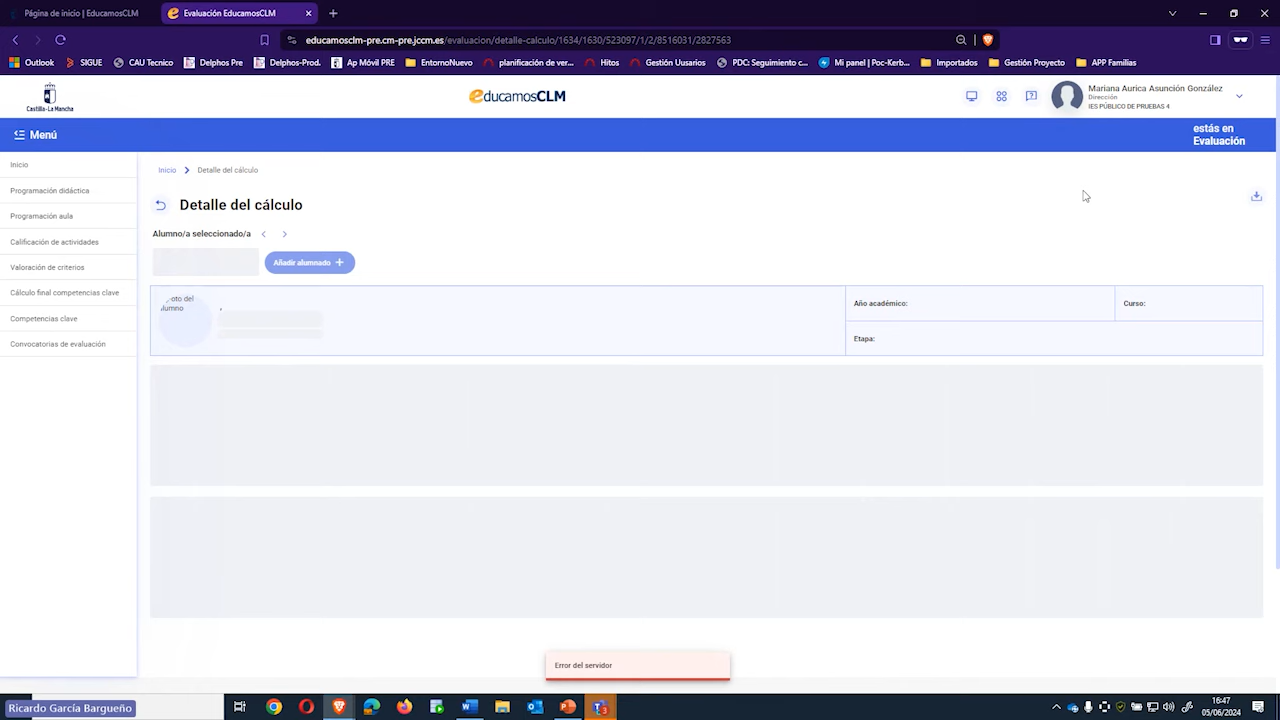 Página de inicio | EducamosCLM
Evaluación EducamosCLM
educamosclm-pre.cm-pre.jccm.es/evaluacion/detalle-calculo/1634/1630/523097/1/2/8516031/2827563
Outlook
SIGUE
CAU Tecnico
Delphos Pre
Delphos-Prod.
Ap Móvil PRE
EntornoNuevo
planificación de ver...
Hitos
Gestión Usuarios
PDC: Seguimiento c...
Mi panel | Poc-Kerb...
Importados
Gestión Proyecto
APP Familias
Castilla-La Mancha
educamosCLM
Mariana Aurica Asunción González
Dirección
IES PÚBLICO DE PRUEBAS 4
Menú
estás en
Evaluación
Inicio
Programación didáctica
Programación aula
Calificación de actividades
Valoración de criterios
Cálculo final competencias clave
Competencias clave
Convocatorias de evaluación
Inicio > Detalle del cálculo
Detalle del cálculo
Alumno/a seleccionado/a
Añadir alumnado +
oto del
alumno
,
Año académico:
Curso:
Etapa:
Error del servidor
Ricardo García Bargueño
16:47
05/06/2024